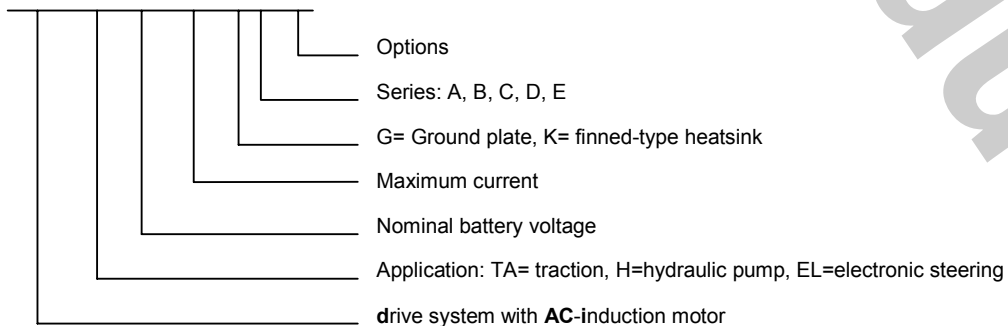 Options
Series: A, B, C, D, E
G= Ground plate, K= finned-type heatsink
Maximum current
Nominal battery voltage
Application: TA= traction, H=hydraulic pump, EL=electronic steering
drive system with AC-induction motor